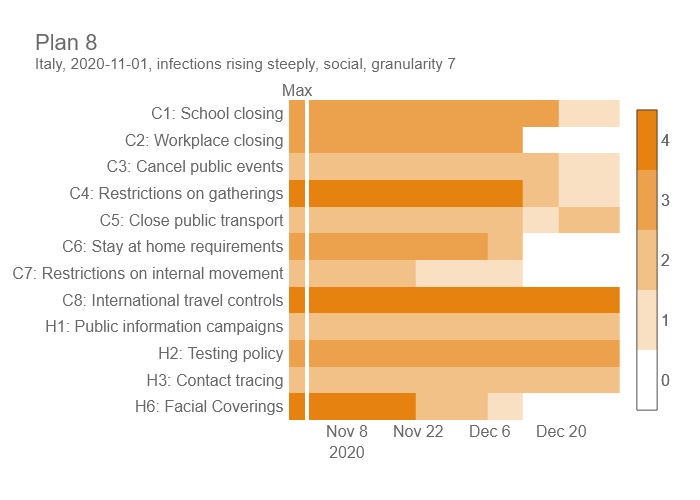 Plan 8
Italy, 2020-11-01, infections rising steeply, social, granularity 7
Max
C1: School closing
C2: Workplace closing
C3: Cancel public events
C4: Restrictions on gatherings
C5: Close public transport
C6: Stay at home requirements
C7: Restrictions on internal movement
C8: International travel controls
H1: Public information campaigns
H2: Testing policy
H3: Contact tracing
H6: Facial Coverings
Nov 8 Nov 22 Dec 6 Dec 20
2020
4
3
2
1
0